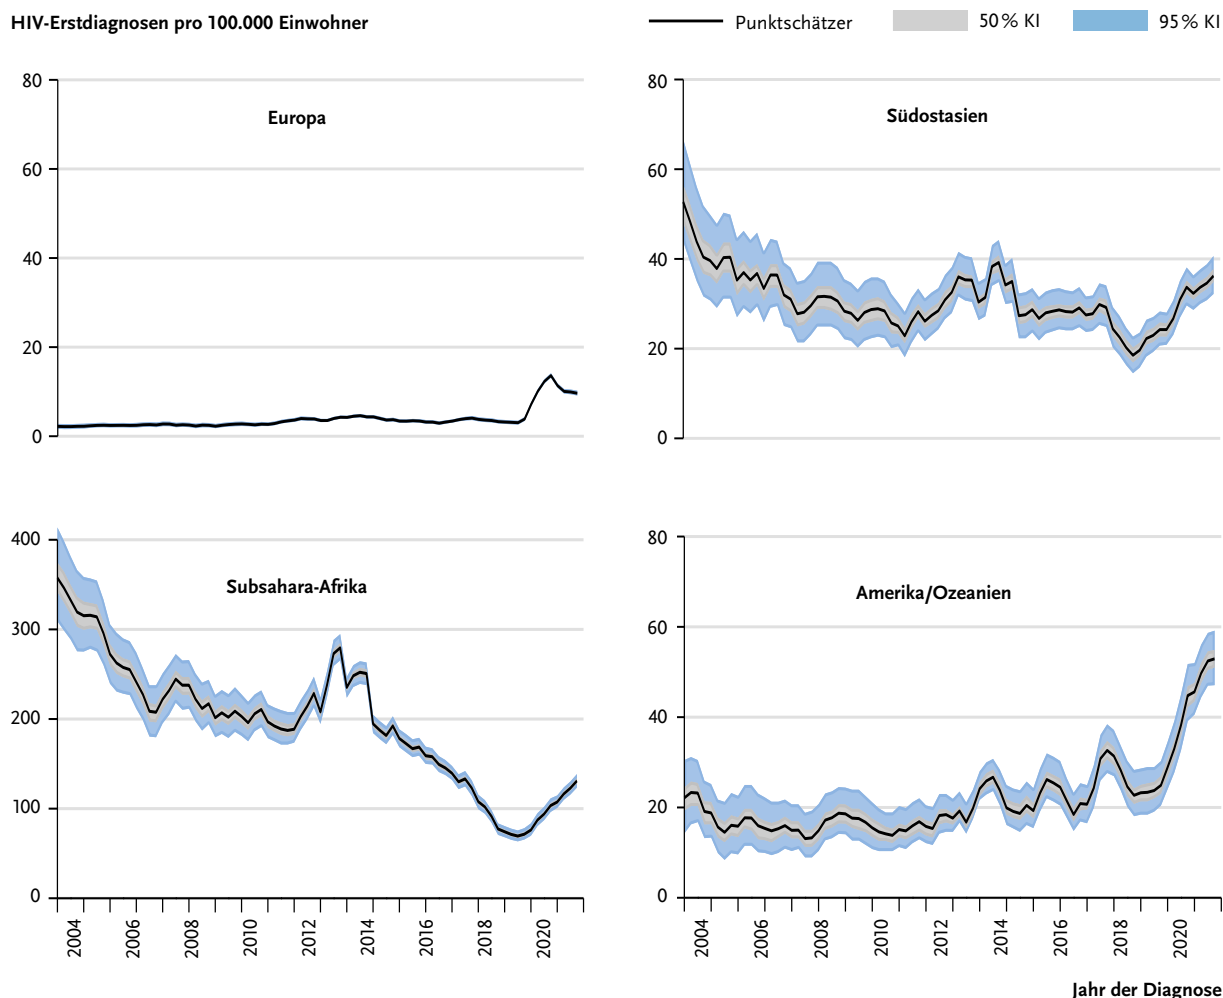 HIV-Erstdiagnosen pro 100.000 Einwohner
Punktschätzer 50 % KI 95 % KI
Europa
80
60
40
20
0
Südostasien
80
60
40
20
0
Subsahara-Afrika
400
300
200
100
0
2004 2006 2008 2010 2012 2014 2016 2018 2020
Amerika/Ozeanien
80
60
40
20
0
2004 2006 2008 2010 2012 2014 2016 2018 2020
Jahr der Diagnose